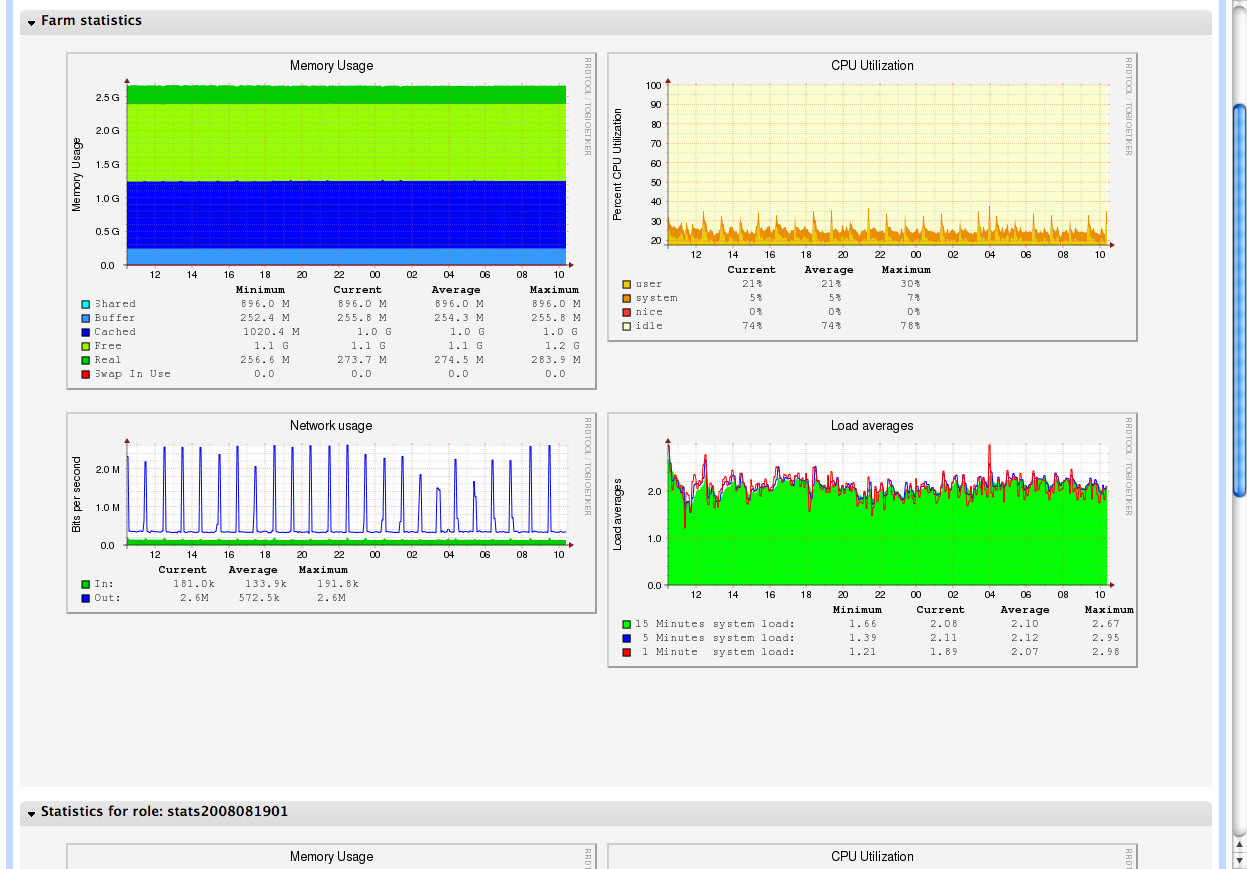 Farm statistics
Memory Usage
RRDTOOL / TOBI OETIKER
Memory Usage
2.5 G
2.0 G
1.5 G
1.0 G
0.5 G
0.0
12 14 16 18 20 22 00 02 04 06 08 10
Minimum Current Average Maximum
Shared 896.0 M 896.0 M 896.0 M 896.0 M
Buffer 252.4 M 255.8 M 254.3 M 255.8 M
Cached 1020.4 M 1.0 G 1.0 G 1.0 G
Free 1.1 G 1.1 G 1.1 G 1.2 G
Real 256.6 M 273.7 M 274.5 M 283.9 M
Swap In Use 0.0 0.0 0.0 0.0
CPU Utilization
RRDTOOL / TOBI OETIKER
Percent CPU Utilization
100
90
80
70
60
50
40
30
20
12 14 16 18 20 22 00 02 04 06 08 10
Current Average Maximum
user 21% 21% 30%
system 5% 5% 7%
nice 0% 0% 0%
idle 74% 74% 78%
Network usage
RRDTOOL / TOBI OETIKER
Bits per second
2.0 M
1.0 M
0.0
12 14 16 18 20 22 00 02 04 06 08 10
Current Average Maximum
In: 181.0k 133.9k 191.8k
Out: 2.6M 572.5k 2.6M
Load averages
RRDTOOL / TOBI OETIKER
Load averages
2.0
1.0
0.0
12 14 16 18 20 22 00 02 04 06 08 10
Minimum Current Average Maximum
15 Minutes system load: 1.66 2.08 2.10 2.67
5 Minutes system load: 1.39 2.11 2.12 2.95
1 Minute system load: 1.21 1.89 2.07 2.98
Statistics for role: stats2008081901
Memory Usage
CPU Utilization